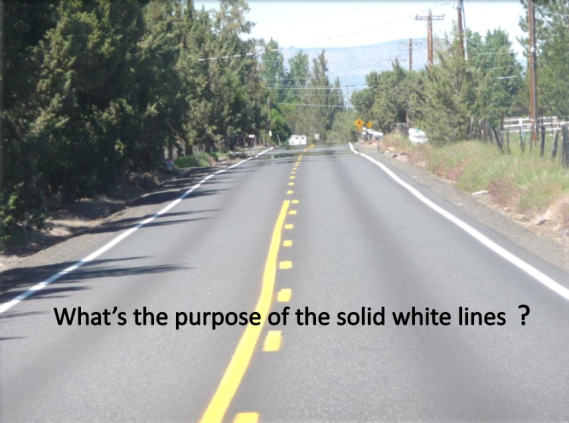 What's the purpose of the solid white lines ?